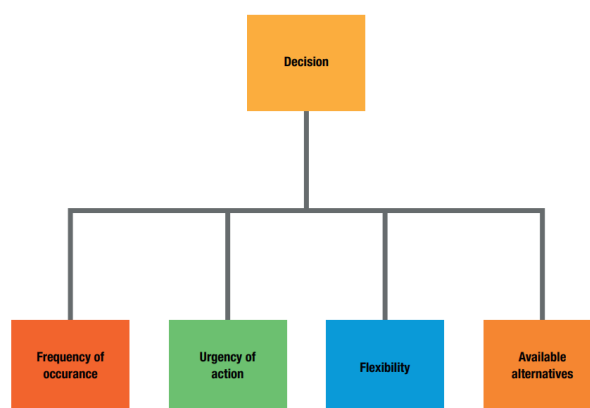 Decision
Frequency of
occurance
Urgency of
action
Flexibility
Available
alternatives